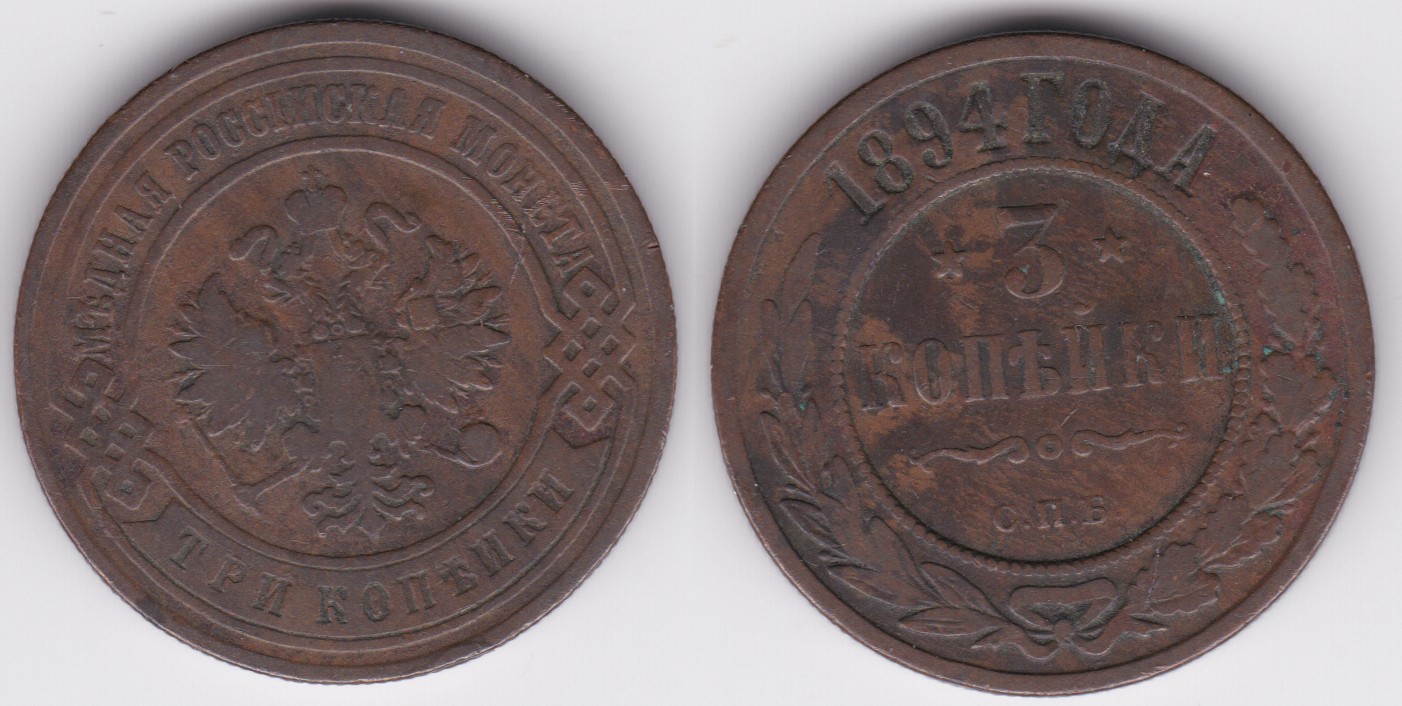 МѢДНАЯ РОССІЙСКАЯ МОНЕТА
ТРИ КОПѢЙКИ
1894 ГОДА
3
КОПѢЙКИ
С.П.Б